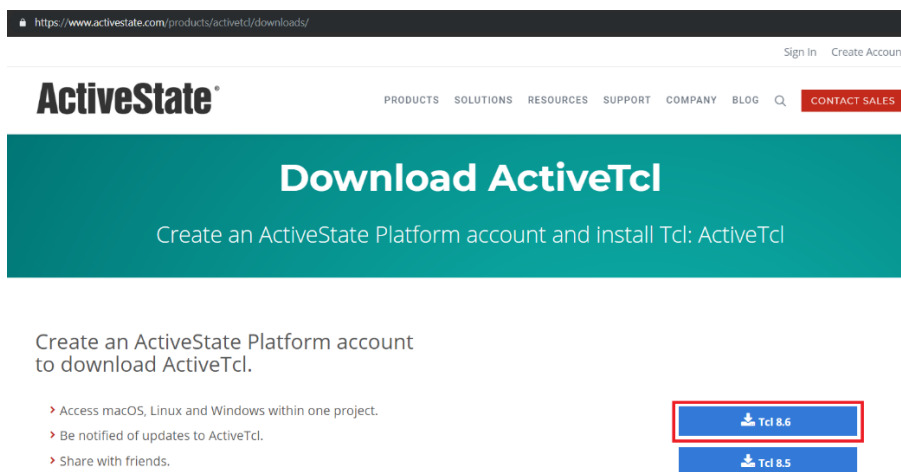 https://www.activestate.com/products/activetcl/downloads/
Sign In Create Accoun
ActiveState®
PRODUCTS SOLUTIONS RESOURCES SUPPORT COMPANY BLOG CONTACT SALES
Download ActiveTcl
Create an ActiveState Platform account and install Tcl: ActiveTcl
Create an ActiveState Platform account
to download ActiveTcl.
Access macOS, Linux and Windows within one project.
Be notified of updates to ActiveTcl.
Share with friends.
Tcl 8.6
Tcl 8.5